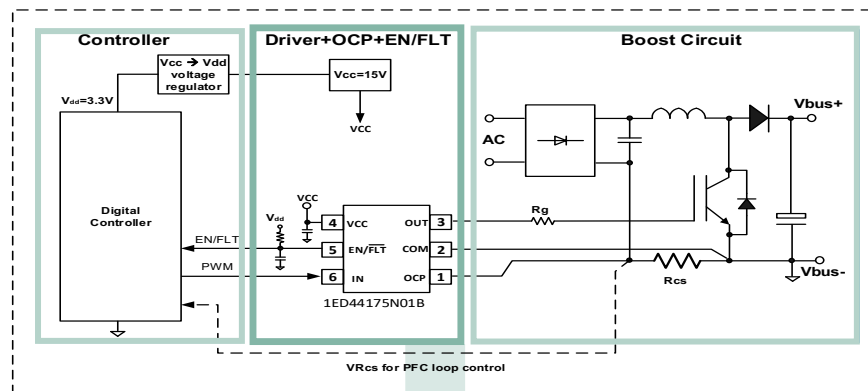 Controller
Driver+OCP+EN/FLT
Boost Circuit
Vcc → Vdd
voltage
regulator
Vcc=15V
Vdd=3.3V
VCC
Vbus+
AC
Digital
Controller
VCC
Vdd
Rg
4 VCC OUT 3
EN/FLT
5 EN/FLT COM 2
PWM
6 IN OCP 1
Rcs
Vbus-
1ED44175N01B
VRcs for PFC loop control